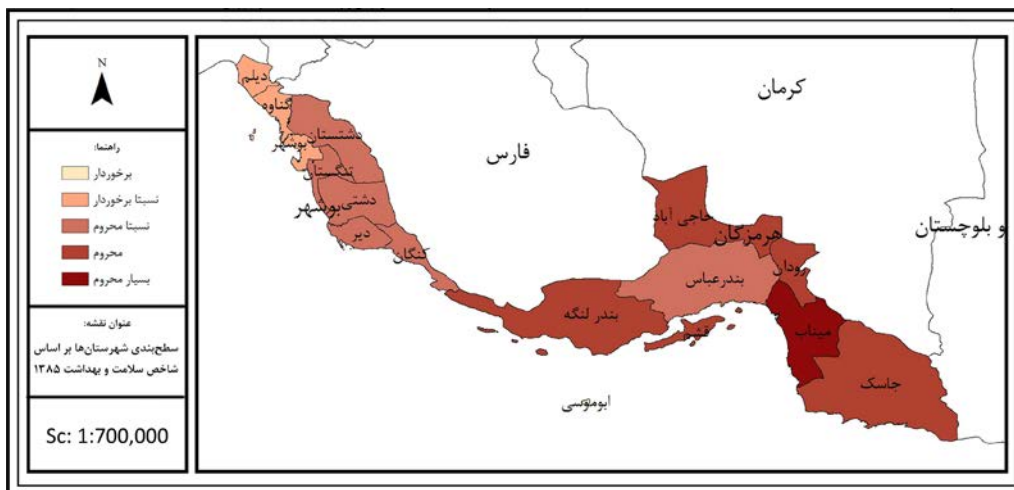 N
راهنما:
برخوردار
نسبتا برخوردار
نسبتا محروم
محروم
بسیار محروم
عنوان نقشه:
سطح‌بندی شهرستان‌ها بر اساس
شاخص سلامت و بهداشت ۱۳۸۵
Sc: 1:700,000
دیلم
گناوه
دشتستان
بوشهر
تنگستان
دشتی
بوشهر
دیر
کنگان
فارس
کرمان
حاجی آباد
هرمزگان
و بلوچستان
رودان
بندرعباس
بندر لنگه
قشم
میناب
جاسک
ابوموسی